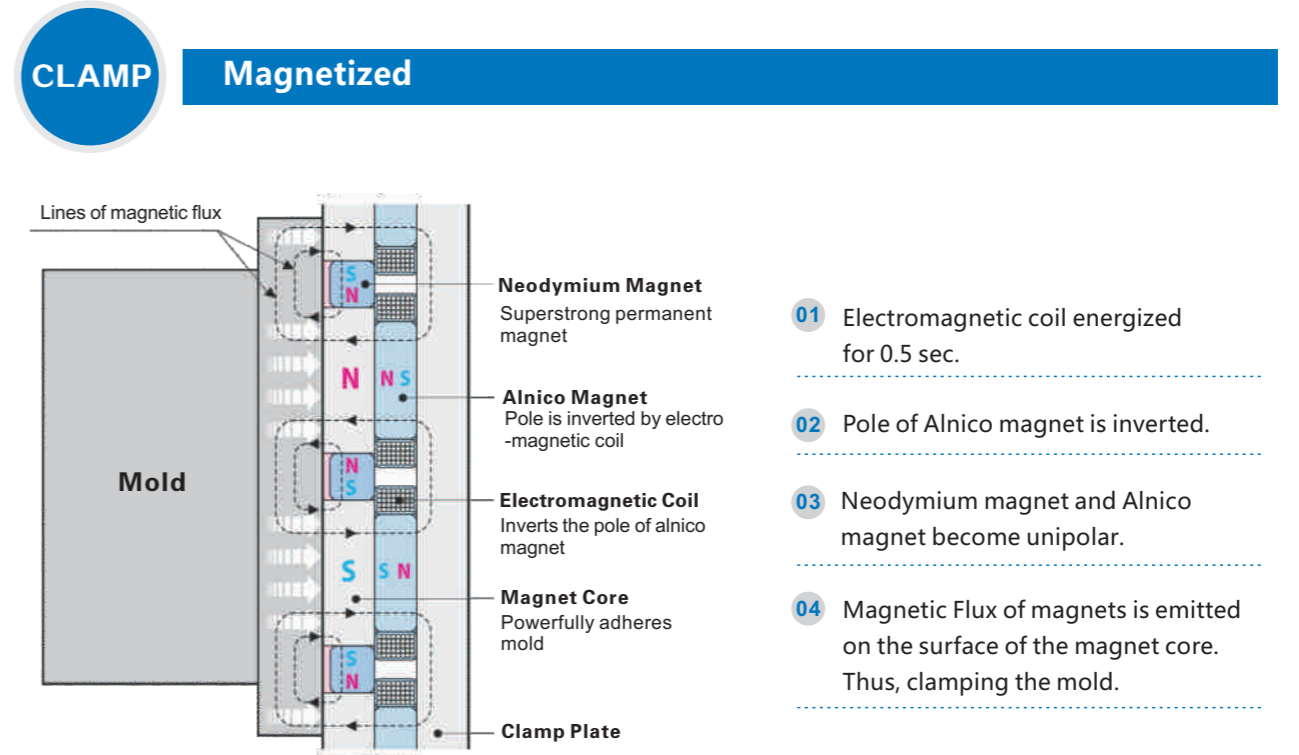 CLAMP
Magnetized
Lines of magnetic flux
Mold
S
N
N
N S
N
S
S
S N
S
N
Neodymium Magnet
Superstrong permanent
magnet
Alnico Magnet
Pole is inverted by electro
-magnetic coil
Electromagnetic Coil
Inverts the pole of alnico
magnet
Magnet Core
Powerfully adheres
mold
Clamp Plate
01 Electromagnetic coil energized
for 0.5 sec.
02 Pole of Alnico magnet is inverted.
03 Neodymium magnet and Alnico
magnet become unipolar.
04 Magnetic Flux of magnets is emitted
on the surface of the magnet core.
Thus, clamping the mold.